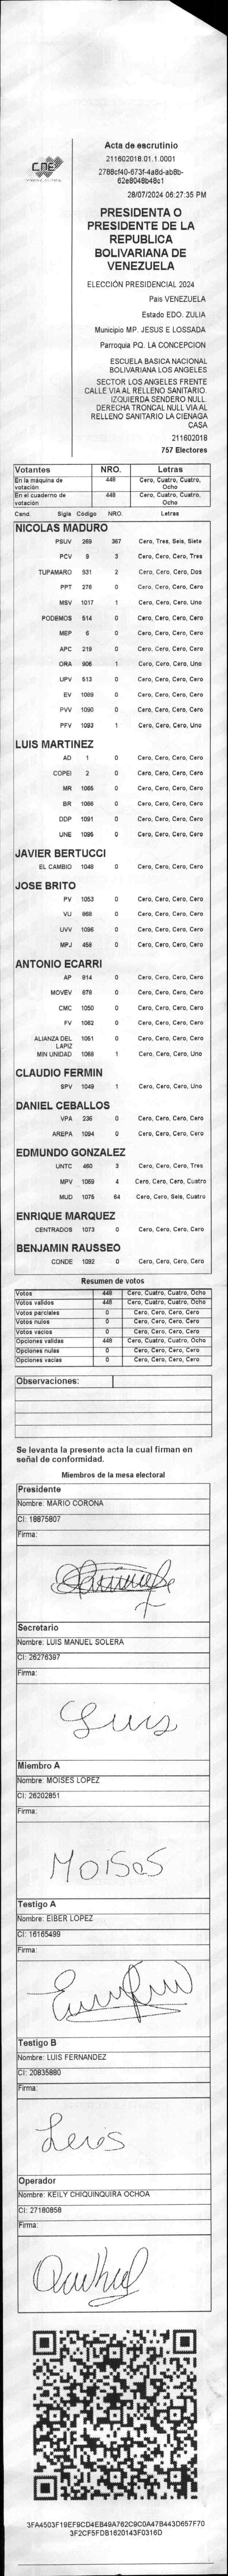 CNE
Acta de escrutinio
211602018.01.1.0001
2788cf40-673f-4a8d-ab8b-
62e8048b48c1
28/07/2024 06:27:35 PM
PRESIDENTA O
PRESIDENTE DE LA
REPUBLICA
BOLIVARIANA DE
VENEZUELA
ELECCIÓN PRESIDENCIAL 2024-
Pais VENEZUELA
Estado EDO. ZULIA
Municipio MP. JESUS E LOSSADA
Parroquia PQ. LA CONCEPCION
ESCUELA BASICA NACIONAL
BOLIVARIANA LOS ANGELES
SECTOR LOS ANGELES FRENTE
CALLE VIA AL RELLENO SANITARIO.
IZQUIERDA SENDERO NULL.
DERECHA TRONCAL NULL VIA AL
RELLENO SANITARIO LA CIENAGA
CASA
211602018
757 Electores
Votantes NRO. Letras
En la máquina de votación 448 Cero, Cuatro, Cuatro, Ocho
En el cuaderno de votación 448 Cero, Cuatro, Cuatro, Ocho
Cand. Sigla Código NRO. Letras
NICOLAS MADURO
PSUV 269 367 Cero, Tres, Seis, Siete
PCV 9 3 Cero, Cero, Cero, Tres
TUPAMARO 931 2 Cero, Cero, Cero, Dos
PPT 276 0 Cero, Cero, Cero, Cero
MSV 1017 1 Cero, Cero, Cero, Uno
PODEMOS 514 0 Cero, Cero, Cero, Cero
MEP 6 0 Cero, Cero, Cero, Cero
APC 219 0 Cero, Cero, Cero, Cero
ORA 906 1 Cero, Cero, Cero, Uno
UPV 513 0 Cero, Cero, Cero, Cero
EV 1089 0 Cero, Cero, Cero, Cero
PVV 1090 0 Cero, Cero, Cero, Cero
PFV 1093 1 Cero, Cero, Cero, Uno
LUIS MARTINEZ
AD 1 0 Cero, Cero, Cero, Cero
COPEI 2 0 Cero, Cero, Cero, Cero
MR 1065 0 Cero, Cero, Cero, Cero
BR 1086 0 Cero, Cero, Cero, Cero
DDP 1091 0 Cero, Cero, Cero, Cero
UNE 1095 0 Cero, Cero, Cero, Cero
JAVIER BERTUCCI
EL CAMBIO 1048 0 Cero, Cero, Cero, Cero
JOSE BRITO
PV 1053 0 Cero, Cero, Cero, Cero
VU 868 0 Cero, Cero, Cero, Cero
UVV 1096 0 Cero, Cero, Cero, Cero
MPJ 458 0 Cero, Cero, Cero, Cero
ANTONIO ECARRI
AP 914 0 Cero, Cero, Cero, Cero
MOVEV 679 0 Cero, Cero, Cero, Cero
CMC 1050 0 Cero, Cero, Cero, Cero
FV 1062 0 Cero, Cero, Cero, Cero
ALIANZA DEL LAPIZ 1051 0 Cero, Cero, Cero, Cero
MIN UNIDAD 1068 1 Cero, Cero, Cero, Uno
CLAUDIO FERMIN
SPV 1049 1 Cero, Cero, Cero, Uno
DANIEL CEBALLOS
VPA 236 0 Cero, Cero, Cero, Cero
AREPA 1094 0 Cero, Cero, Cero, Cero
EDMUNDO GONZALEZ
UNTC 460 3 Cero, Cero, Cero, Tres
MPV 1069 4 Cero, Cero, Cero, Cuatro
MUD 1075 64 Cero, Cero, Seis, Cuatro
ENRIQUE MARQUEZ
CENTRADOS 1073 0 Cero, Cero, Cero, Cero
BENJAMIN RAUSSEO
CONDE 1092 0 Cero, Cero, Cero, Cero
Resumen de votos
Votos 448 Cero, Cuatro, Cuatro, Ocho
Votos validos 448 Cero, Cuatro, Cuatro, Ocho
Votos parciales 0 Cero, Cero, Cero, Cero
Votos nulos 0 Cero, Cero, Cero, Cero
Votos vacios 0 Cero, Cero, Cero, Cero
Opciones validas 448 Cero, Cuatro, Cuatro, Ocho
Opciones nulas 0 Cero, Cero, Cero, Cero
Opciones vacias 0 Cero, Cero, Cero, Cero
Observaciones:
Se levanta la presente acta la cual firman en
señal de conformidad.
Miembros de la mesa electoral
Presidente
Nombre: MARIO CORONA
CI: 18875807
Firma:
Secretario
Nombre: LUIS MANUEL SOLERA
CI: 26276397
Firma:
Luis
Miembro A
Nombre: MOISES LOPEZ
CI: 26202851
Firma:
MOISES
Testigo A
Nombre: EIBER LOPEZ
CI: 16165499
Firma:
Testigo B
Nombre: LUIS FERNANDEZ
CI: 20835880
Firma:
Operador
Nombre: KEILY CHIQUINQUIRA OCHOA
CI: 27180858
Firma:
3FA4503F19EF9CD4EB49A762C9C0A47B443D657F70
3F2CF5FDB1620143F0316D